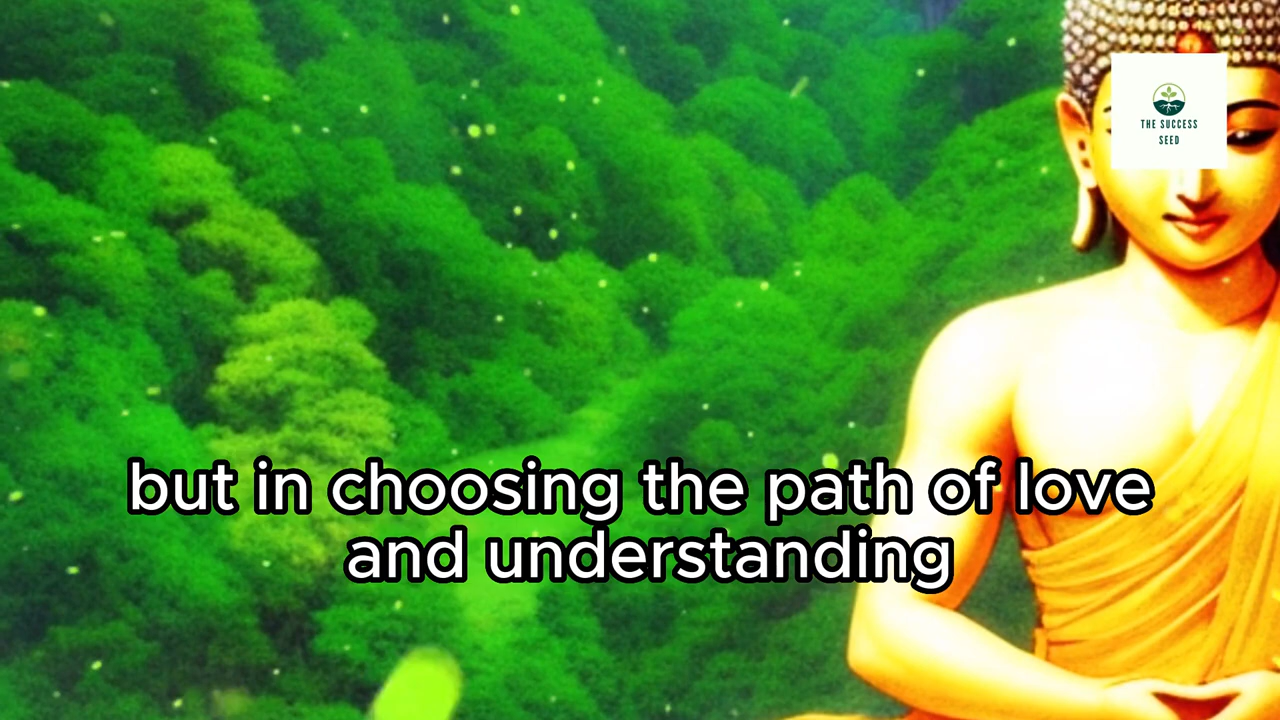 THE SUCCESS
SEED
but in choosing the path of love
and understanding